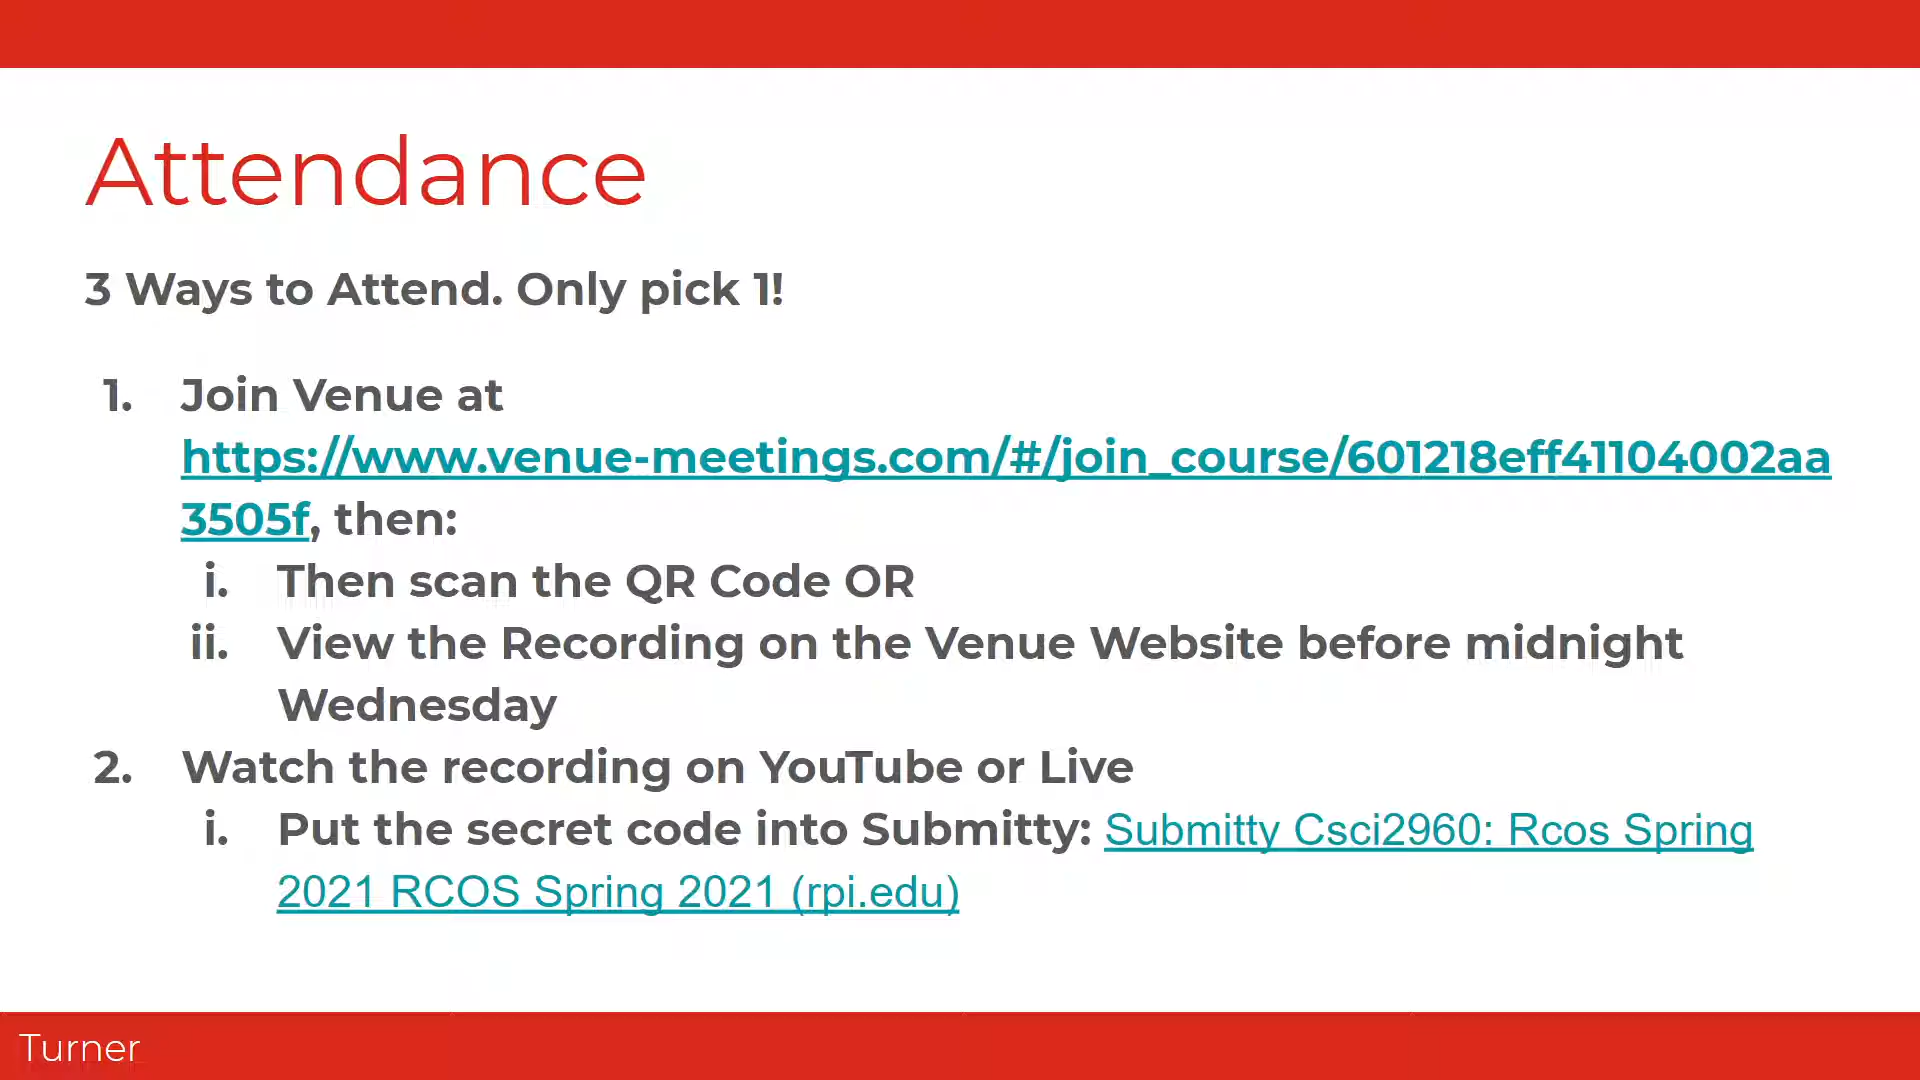 Attendance
3 Ways to Attend. Only pick 1!
1. Join Venue at
https://www.venue-meetings.com/#/join_course/601218eff41104002aa
3505f, then:
i. Then scan the QR Code OR
ii. View the Recording on the Venue Website before midnight
Wednesday
2. Watch the recording on YouTube or Live
i. Put the secret code into Submitty: Submitty Csci2960: Rcos Spring
2021 RCOS Spring 2021 (rpi.edu)
Turner